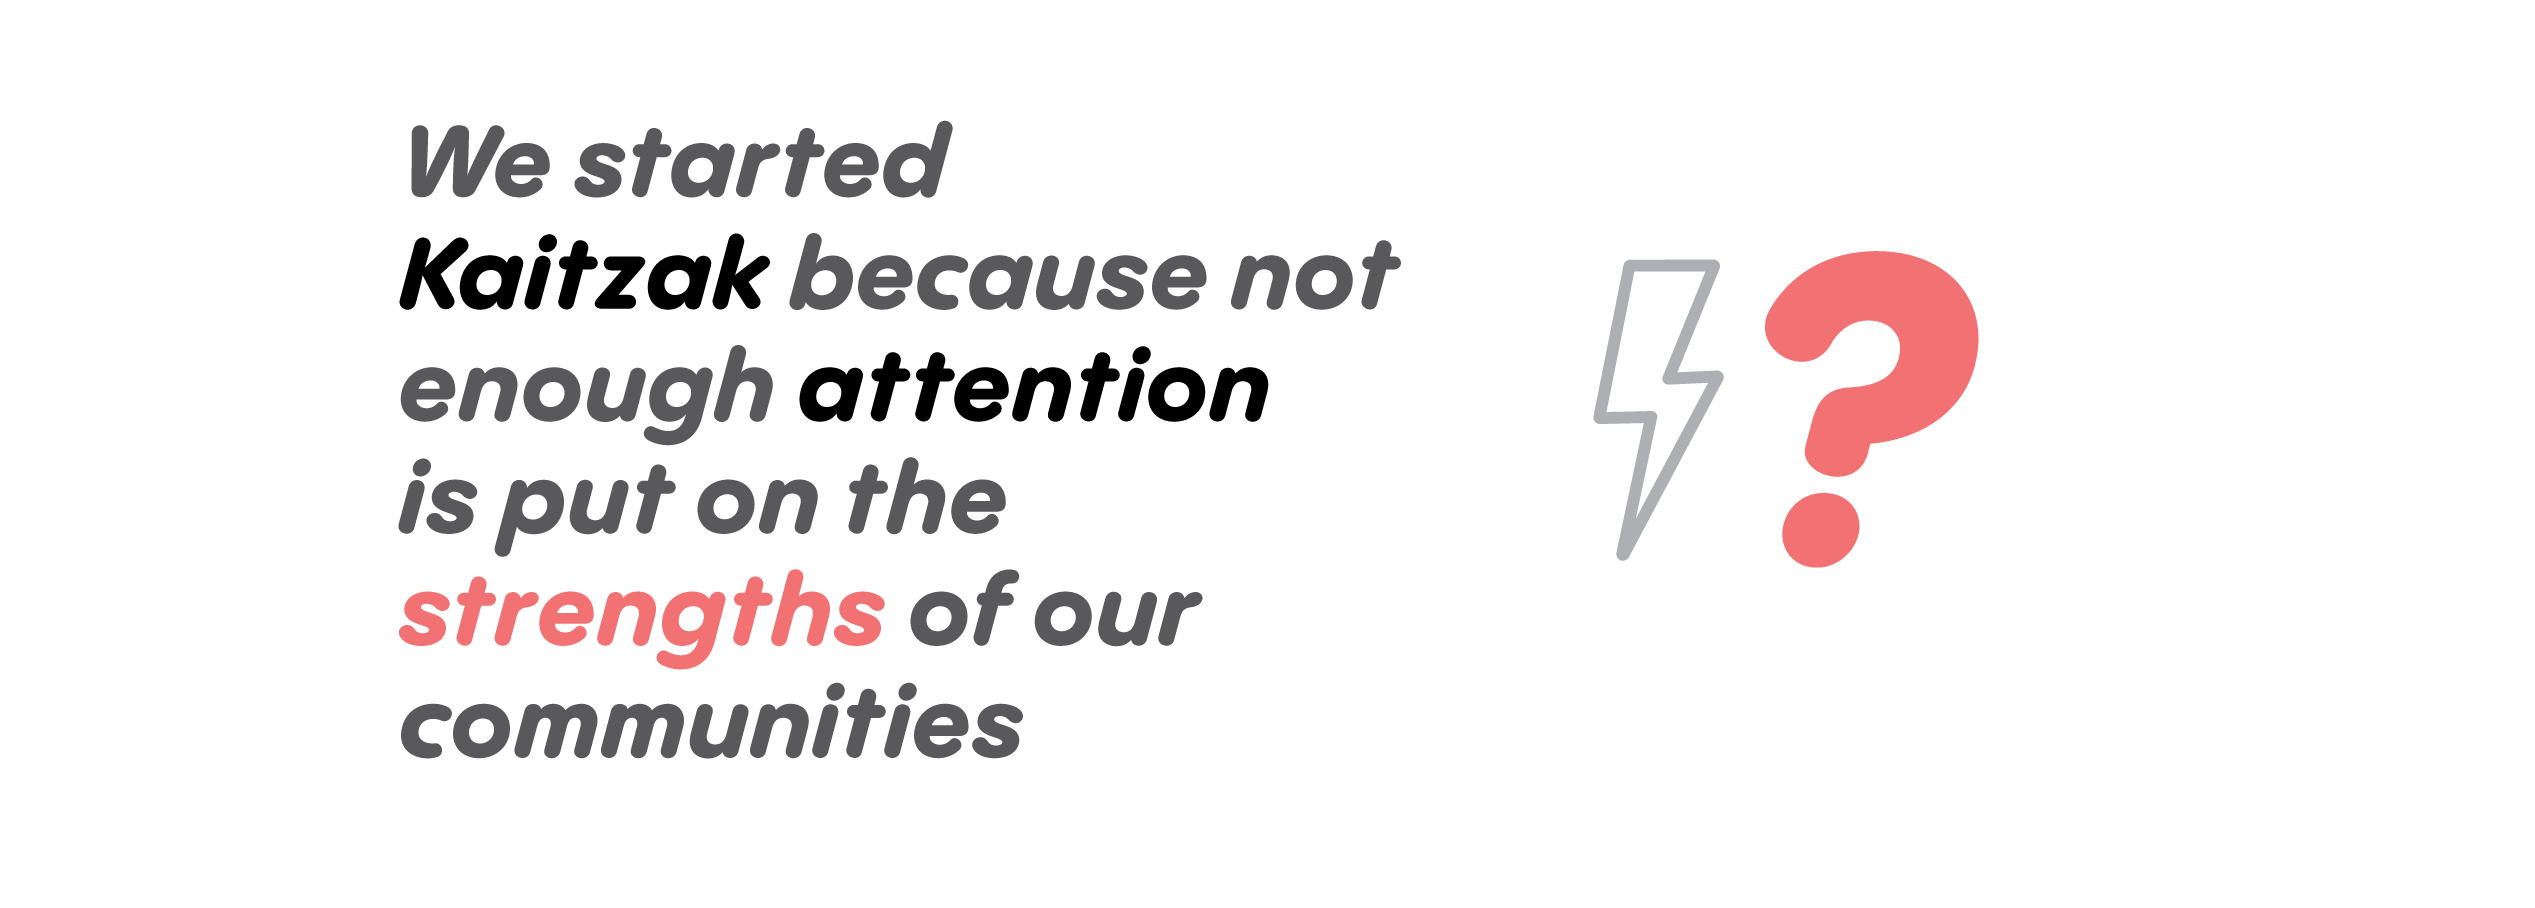 We started
Kaitzak because not
enough attention
is put on the
strengths of our
communities
?